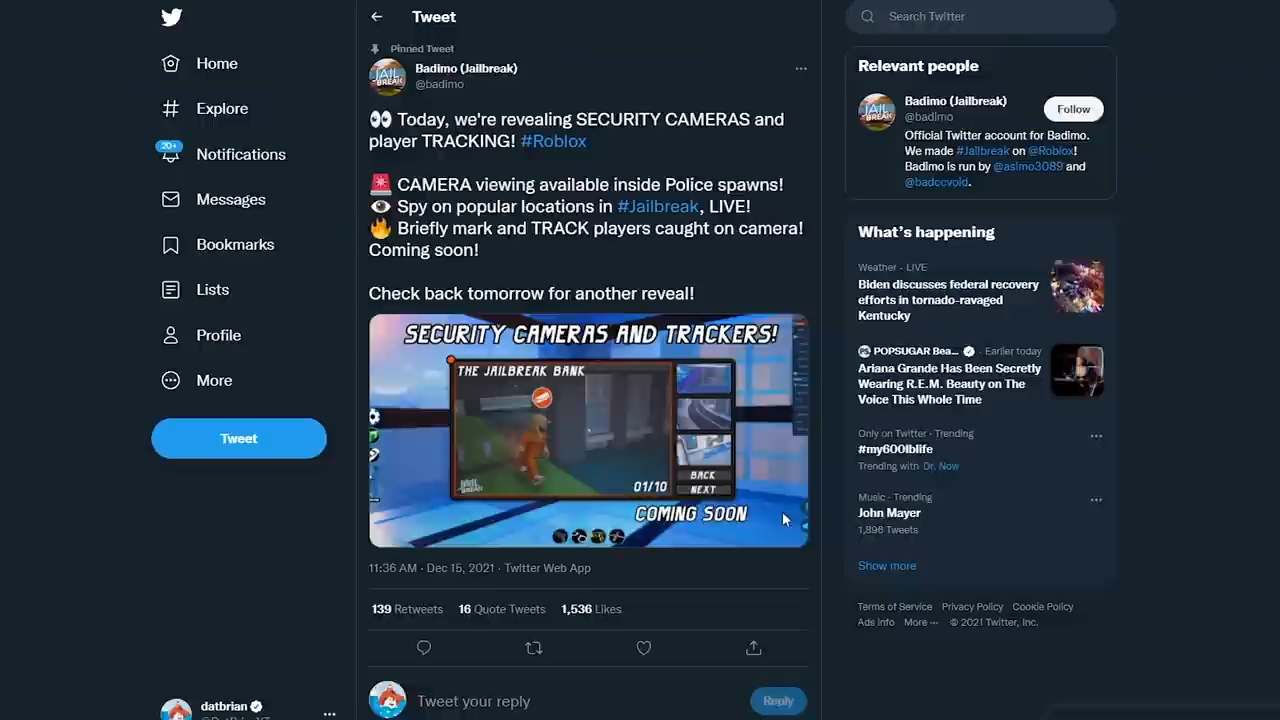 Home
Explore
20+
Notifications
Messages
Bookmarks
Lists
Profile
More
Tweet
datbrian
Tweet
Pinned Tweet
Badimo (Jailbreak)
@badimo
👀 Today, we're revealing SECURITY CAMERAS and
player TRACKING! #Roblox
🚨 CAMERA viewing available inside Police spawns!
👁 Spy on popular locations in #Jailbreak, LIVE!
🔥 Briefly mark and TRACK players caught on camera!
Coming soon!
Check back tomorrow for another reveal!
SECURITY CAMERAS AND TRACKERS!
THE JAILBREAK BANK
01/10
BACK
NEXT
COMING SOON
11:36 AM · Dec 15, 2021 · Twitter Web App
139 Retweets 16 Quote Tweets 1,536 Likes
Tweet your reply
Reply
Search Twitter
Relevant people
Badimo (Jailbreak)
@badimo
Follow
Official Twitter account for Badimo.
We made #Jailbreak on @Roblox!
Badimo is run by @asimo3089 and
@badccvoid.
What's happening
Weather · LIVE
Biden discusses federal recovery
efforts in tornado-ravaged
Kentucky
POPSUGAR Bea... · Earlier today
Ariana Grande Has Been Secretly
Wearing R.E.M. Beauty on The
Voice This Whole Time
Only on Twitter · Trending
#my600lblife
Trending with Dr. Now
Music · Trending
John Mayer
1,896 Tweets
Show more
Terms of Service Privacy Policy Cookie Policy
Ads info More ··· © 2021 Twitter, Inc.